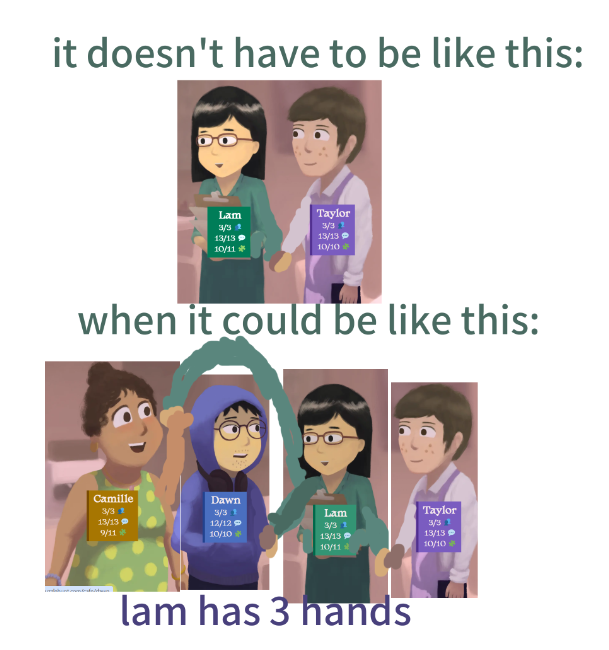 it doesn't have to be like this:
Lam
3/3
13/13
10/11
Taylor
3/3
13/13
10/10
when it could be like this:
Camille
3/3
13/13
9/11
Dawn
3/3
12/12
10/10
Lam
3/3
13/13
10/11
Taylor
3/3
13/13
10/10
lam has 3 hands